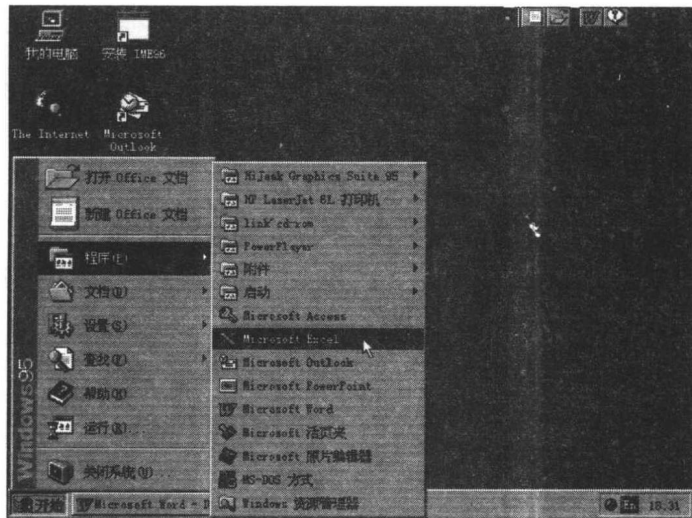 我的电脑
安装 IME96
The Internet
Microsoft
Outlook
打开 Office 文档
新建 Office 文档
程序(P)
文档(D)
设置(S)
查找(F)
帮助(H)
运行(R)...
关闭系统(U)...
Windows95
HiJaak Graphics Suite 95
HP LaserJet 6L 打印机
link cd-rom
PowerPlayer
附件
启动
Microsoft Access
Microsoft Excel
Microsoft Outlook
Microsoft PowerPoint
Microsoft Word
Microsoft 活页夹
Microsoft 照片编辑器
MS-DOS 方式
Windows 资源管理器
开始
Microsoft Word - D
18:31